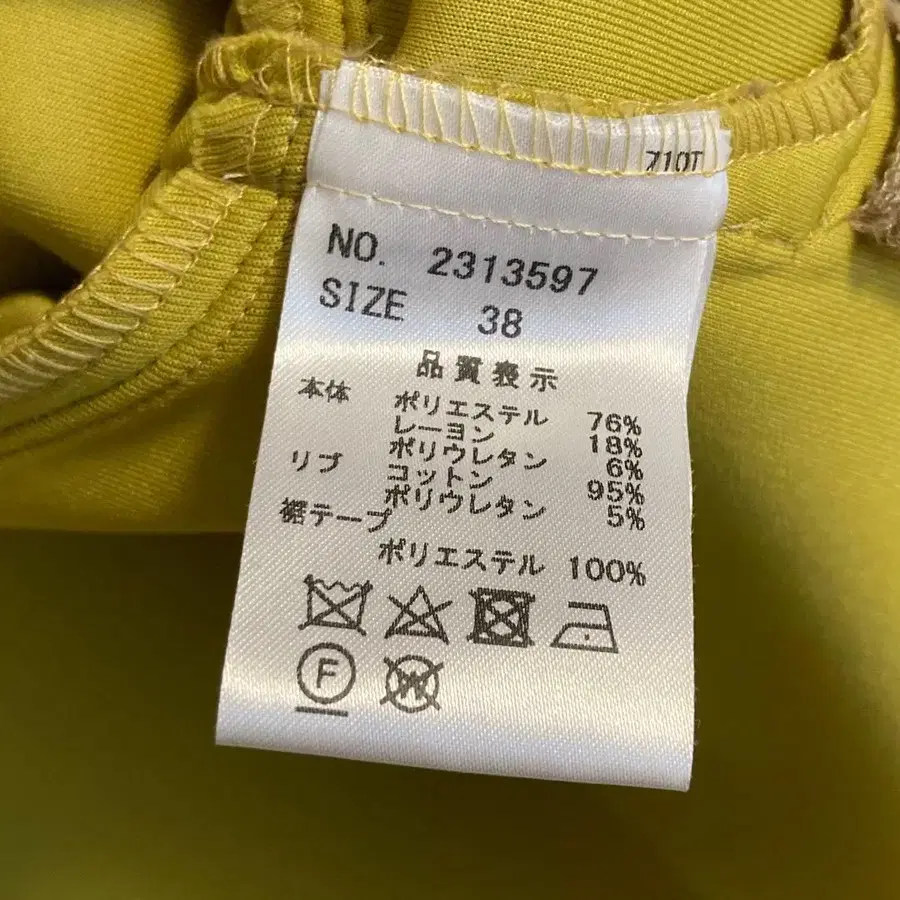 710T
NO. 2313597
SIZE 38
品質表示
本体 ポリエステル 76%
レーヨン 18%
ポリウレタン 6%
リブ コットン 95%
ポリウレタン 5%
裾テープ
ポリエステル 100%
F
W